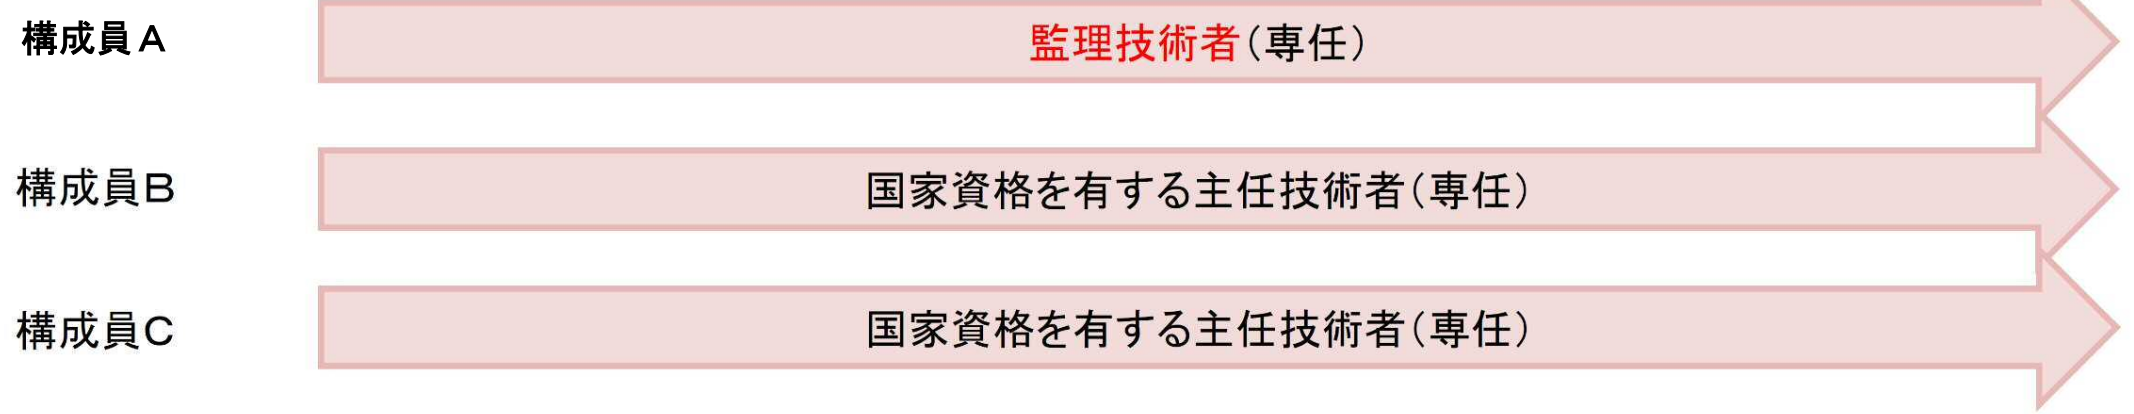 構成員A 監理技術者(専任)
構成員B 国家資格を有する主任技術者(専任)
構成員C 国家資格を有する主任技術者(専任)